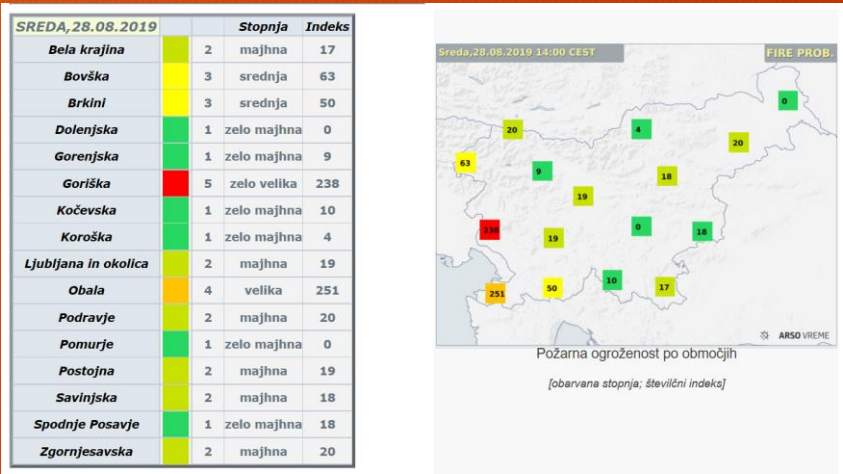 SREDA,28.08.2019 Stopnja Indeks
Bela krajina 2 majhna 17
Bovška 3 srednja 63
Brkini 3 srednja 50
Dolenjska 1 zelo majhna 0
Gorenjska 1 zelo majhna 9
Goriška 5 zelo velika 238
Kočevska 1 zelo majhna 10
Koroška 1 zelo majhna 4
Ljubljana in okolica 2 majhna 19
Obala 4 velika 251
Podravje 2 majhna 20
Pomurje 1 zelo majhna 0
Postojna 2 majhna 19
Savinjska 2 majhna 18
Spodnje Posavje 1 zelo majhna 18
Zgornjesavska 2 majhna 20
Sreda,28.08.2019 14:00 CEST FIRE PROB.
0
20 4
20
63 9 18
19
238 19 0 18
251 50 10 17
ARSO VREME
Požarna ogroženost po območjih
[obarvana stopnja; številčni indeks]